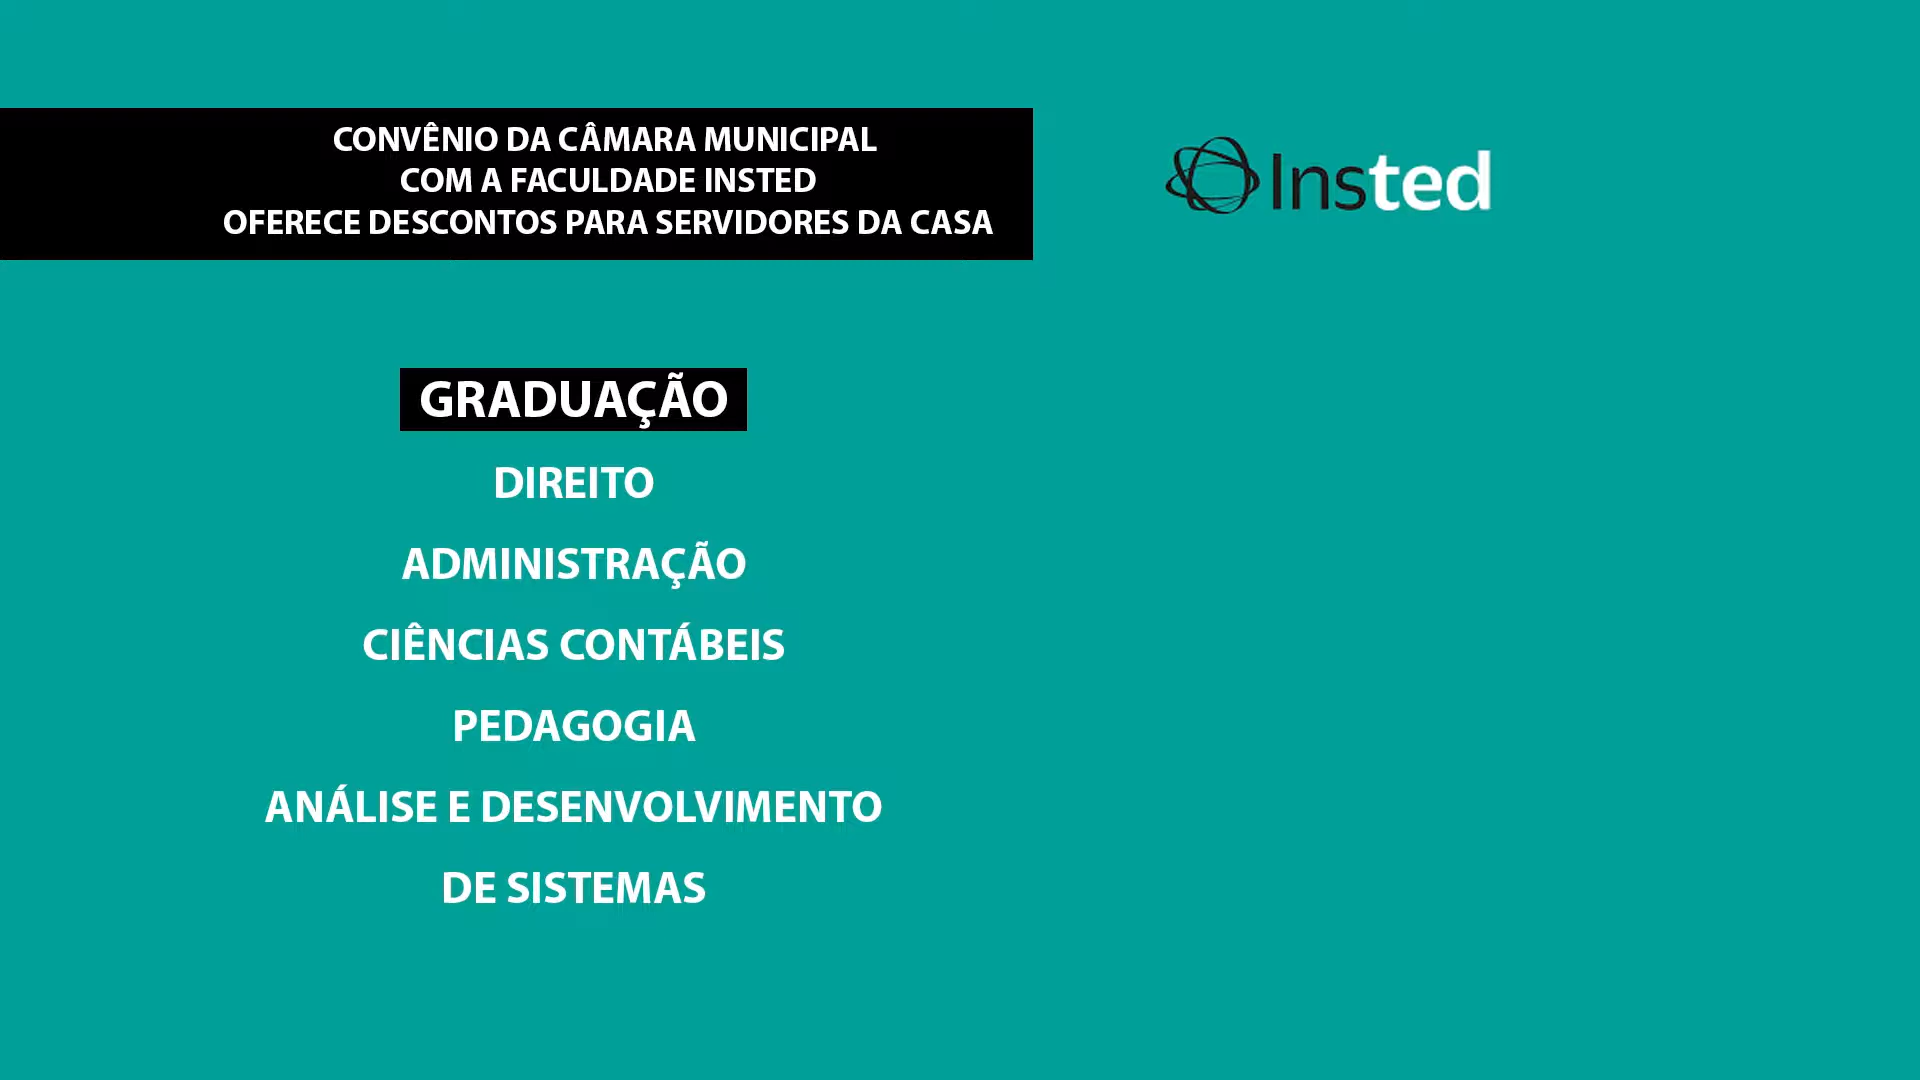 CONVÊNIO DA CÂMARA MUNICIPAL
COM A FACULDADE INSTED
OFERECE DESCONTOS PARA SERVIDORES DA CASA
Insted
GRADUAÇÃO
DIREITO
ADMINISTRAÇÃO
CIÊNCIAS CONTÁBEIS
PEDAGOGIA
ANÁLISE E DESENVOLVIMENTO
DE SISTEMAS